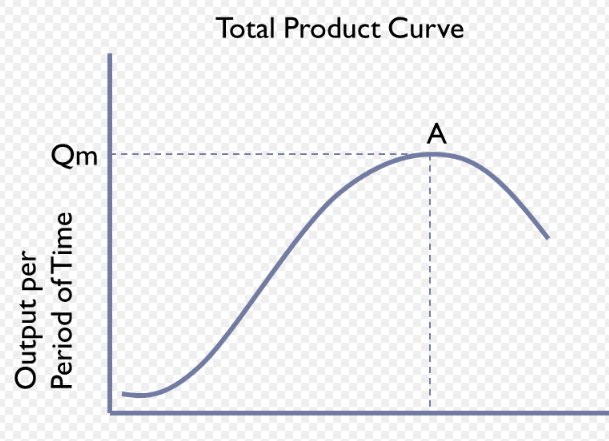 Total Product Curve
A
Qm
Output per
Period of Time